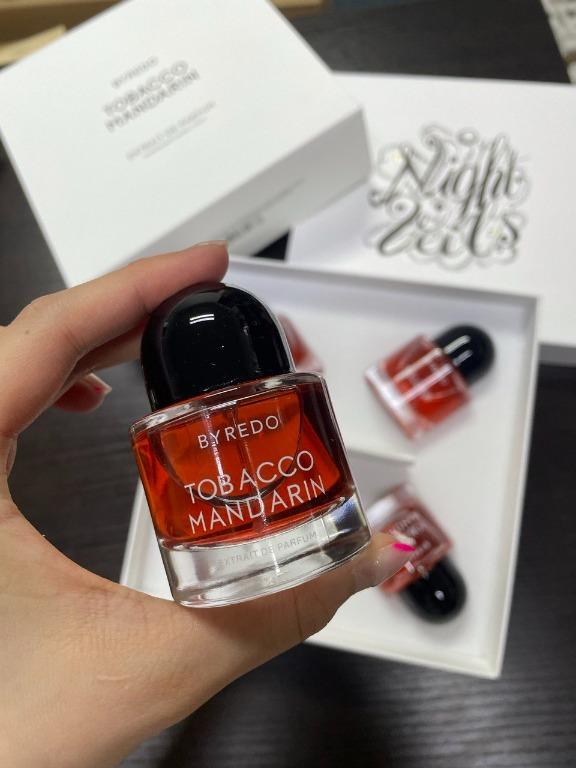 BYREDO
TOBACCO
MANDARIN
EXTRAIT DE PARFUM
Night
Veils
BYREDO
TOBACCO
MANDARIN
EXTRAIT DE PARFUM